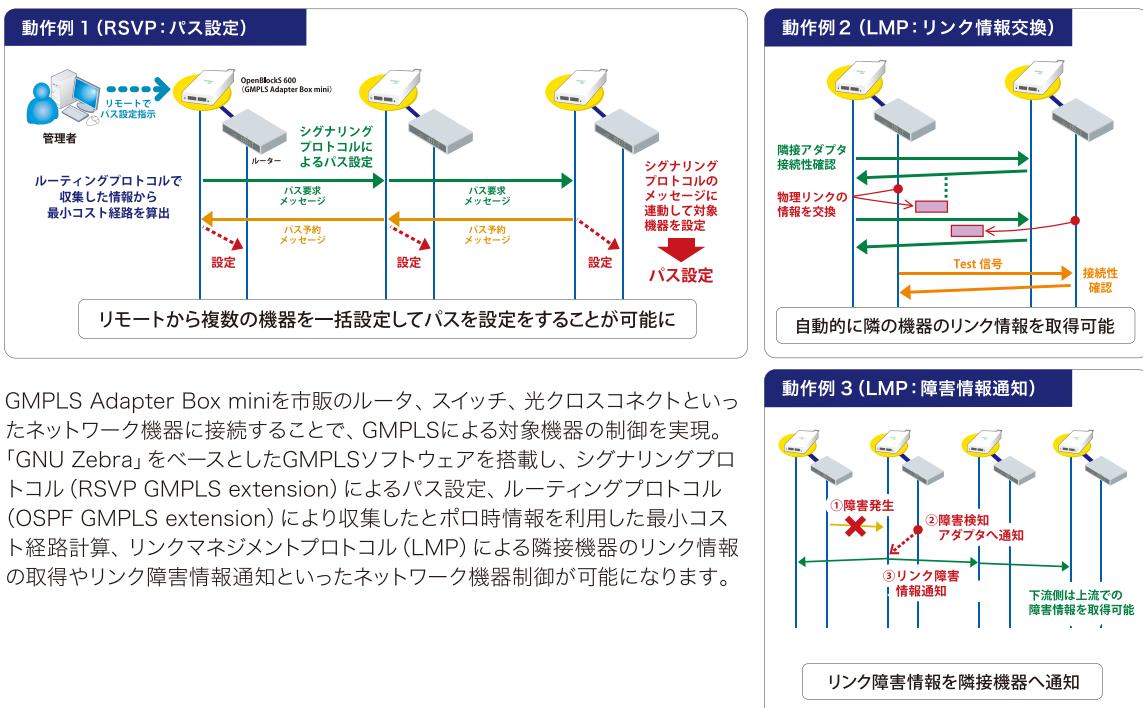 動作例 1（RSVP：パス設定）
OpenBlockS 600
（GMPLS Adapter Box mini）
リモートで
パス設定指示
管理者
ルーター
シグナリング
プロトコルに
よるパス設定
ルーティングプロトコルで
収集した情報から
最小コスト経路を算出
パス要求
メッセージ
パス要求
メッセージ
パス予約
メッセージ
パス予約
メッセージ
設定
設定
設定
シグナリング
プロトコルの
メッセージに
連動して対象
機器を設定
パス設定
リモートから複数の機器を一括設定してパスを設定をすることが可能に
動作例 2（LMP：リンク情報交換）
隣接アダプタ
接続性確認
物理リンクの
情報を交換
Test 信号
接続性
確認
自動的に隣の機器のリンク情報を取得可能
GMPLS Adapter Box miniを市販のルータ、スイッチ、光クロスコネクトといっ
たネットワーク機器に接続することで、GMPLSによる対象機器の制御を実現。
「GNU Zebra」をベースとしたGMPLSソフトウェアを搭載し、シグナリングプロ
トコル（RSVP GMPLS extension）によるパス設定、ルーティングプロトコル
（OSPF GMPLS extension）により収集したとポロ時情報を利用した最小コス
ト経路計算、リンクマネジメントプロトコル（LMP）による隣接機器のリンク情報
の取得やリンク障害情報通知といったネットワーク機器制御が可能になります。
動作例 3（LMP：障害情報通知）
①障害発生
②障害検知
アダプタへ通知
③リンク障害
情報通知
下流側は上流での
障害情報を取得可能
リンク障害情報を隣接機器へ通知